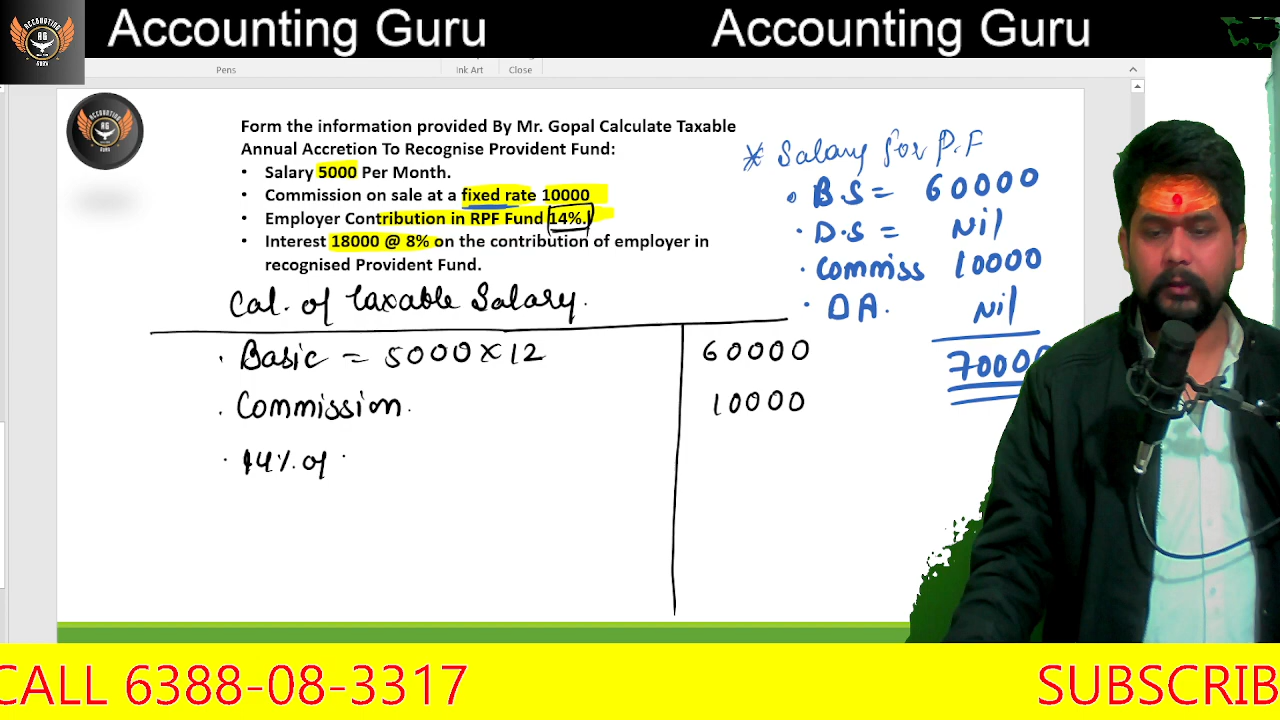 Accounting Guru Accounting Guru
Pens Ink Art Close
Form the information provided By Mr. Gopal Calculate Taxable
Annual Accretion To Recognise Provident Fund:
• Salary 5000 Per Month.
• Commission on sale at a fixed rate 10000
• Employer Contribution in RPF Fund 14%.
• Interest 18000 @ 8% on the contribution of employer in
recognised Provident Fund.
* Salary for P.F
• B.S = 60000
• D.S = Nil
• Commiss 10000
• DA. Nil
70000
Cal. of Taxable Salary.
• Basic = 5000 × 12 60000
• Commission. 10000
• 14% of
CALL 6388-08-3317 SUBSCRIB